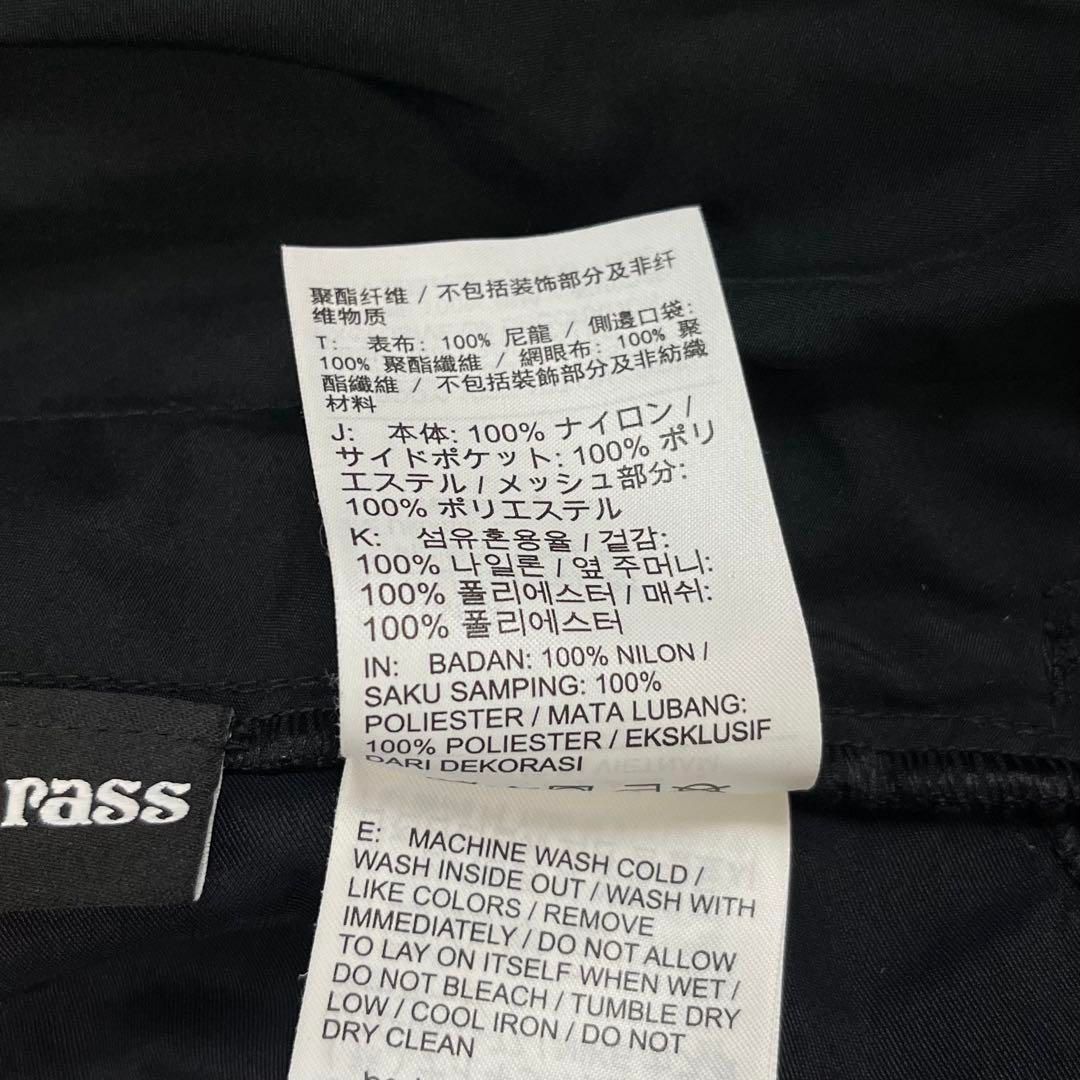 聚酯纤维 / 不包括装饰部分及非纤
维物质
T: 表布: 100% 尼龍 / 側邊口袋:
100% 聚酯纖維 / 網眼布: 100% 聚
酯纖維 / 不包括裝飾部分及非紡織
材料
J: 本体: 100% ナイロン /
サイドポケット: 100% ポリ
エステル / メッシュ部分:
100% ポリエステル
K: 섬유혼용율 / 겉감:
100% 나일론 / 옆 주머니:
100% 폴리에스터 / 매쉬:
100% 폴리에스터
IN: BADAN: 100% NILON /
SAKU SAMPING: 100%
POLIESTER / MATA LUBANG:
100% POLIESTER / EKSKLUSIF
DARI DEKORASI
rass
E: MACHINE WASH COLD /
WASH INSIDE OUT / WASH WITH
LIKE COLORS / REMOVE
IMMEDIATELY / DO NOT ALLOW
TO LAY ON ITSELF WHEN WET /
DO NOT BLEACH / TUMBLE DRY
LOW / COOL IRON / DO NOT
DRY CLEAN